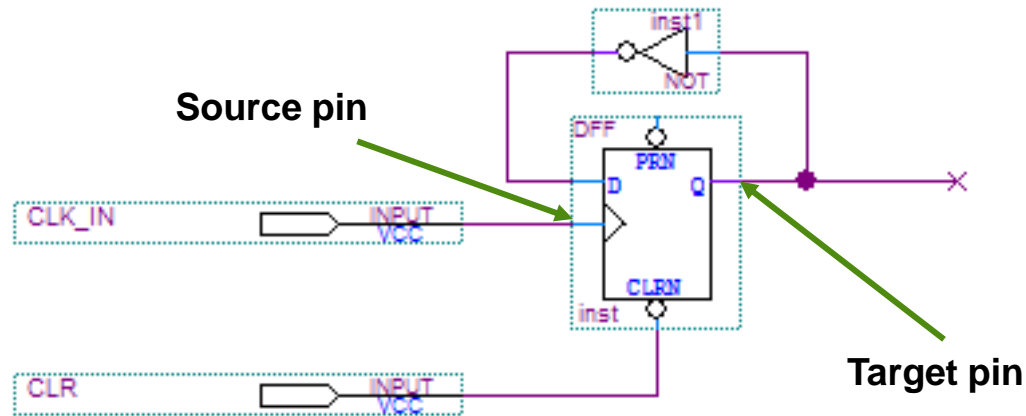 inst1
NOT
Source pin
DFF
PRN
D Q
CLK_IN INPUT
VCC
CLRN
inst
Target pin
CLR INPUT
VCC